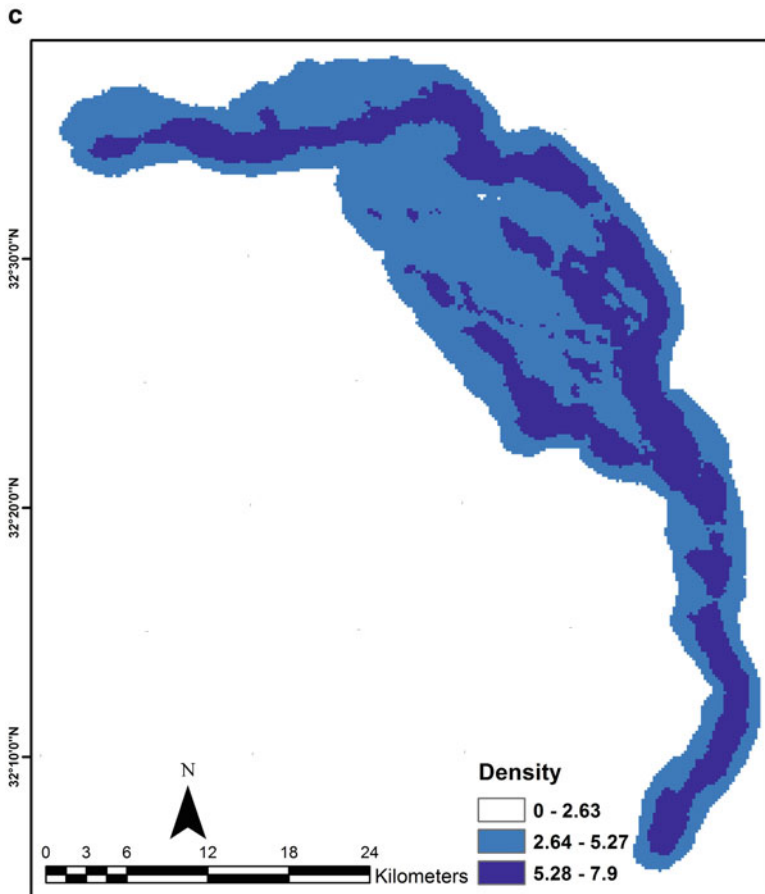 c
32°30'0"N
32°20'0"N
32°10'0"N
N
0 3 6 12 18 24
Kilometers
Density
0 - 2.63
2.64 - 5.27
5.28 - 7.9